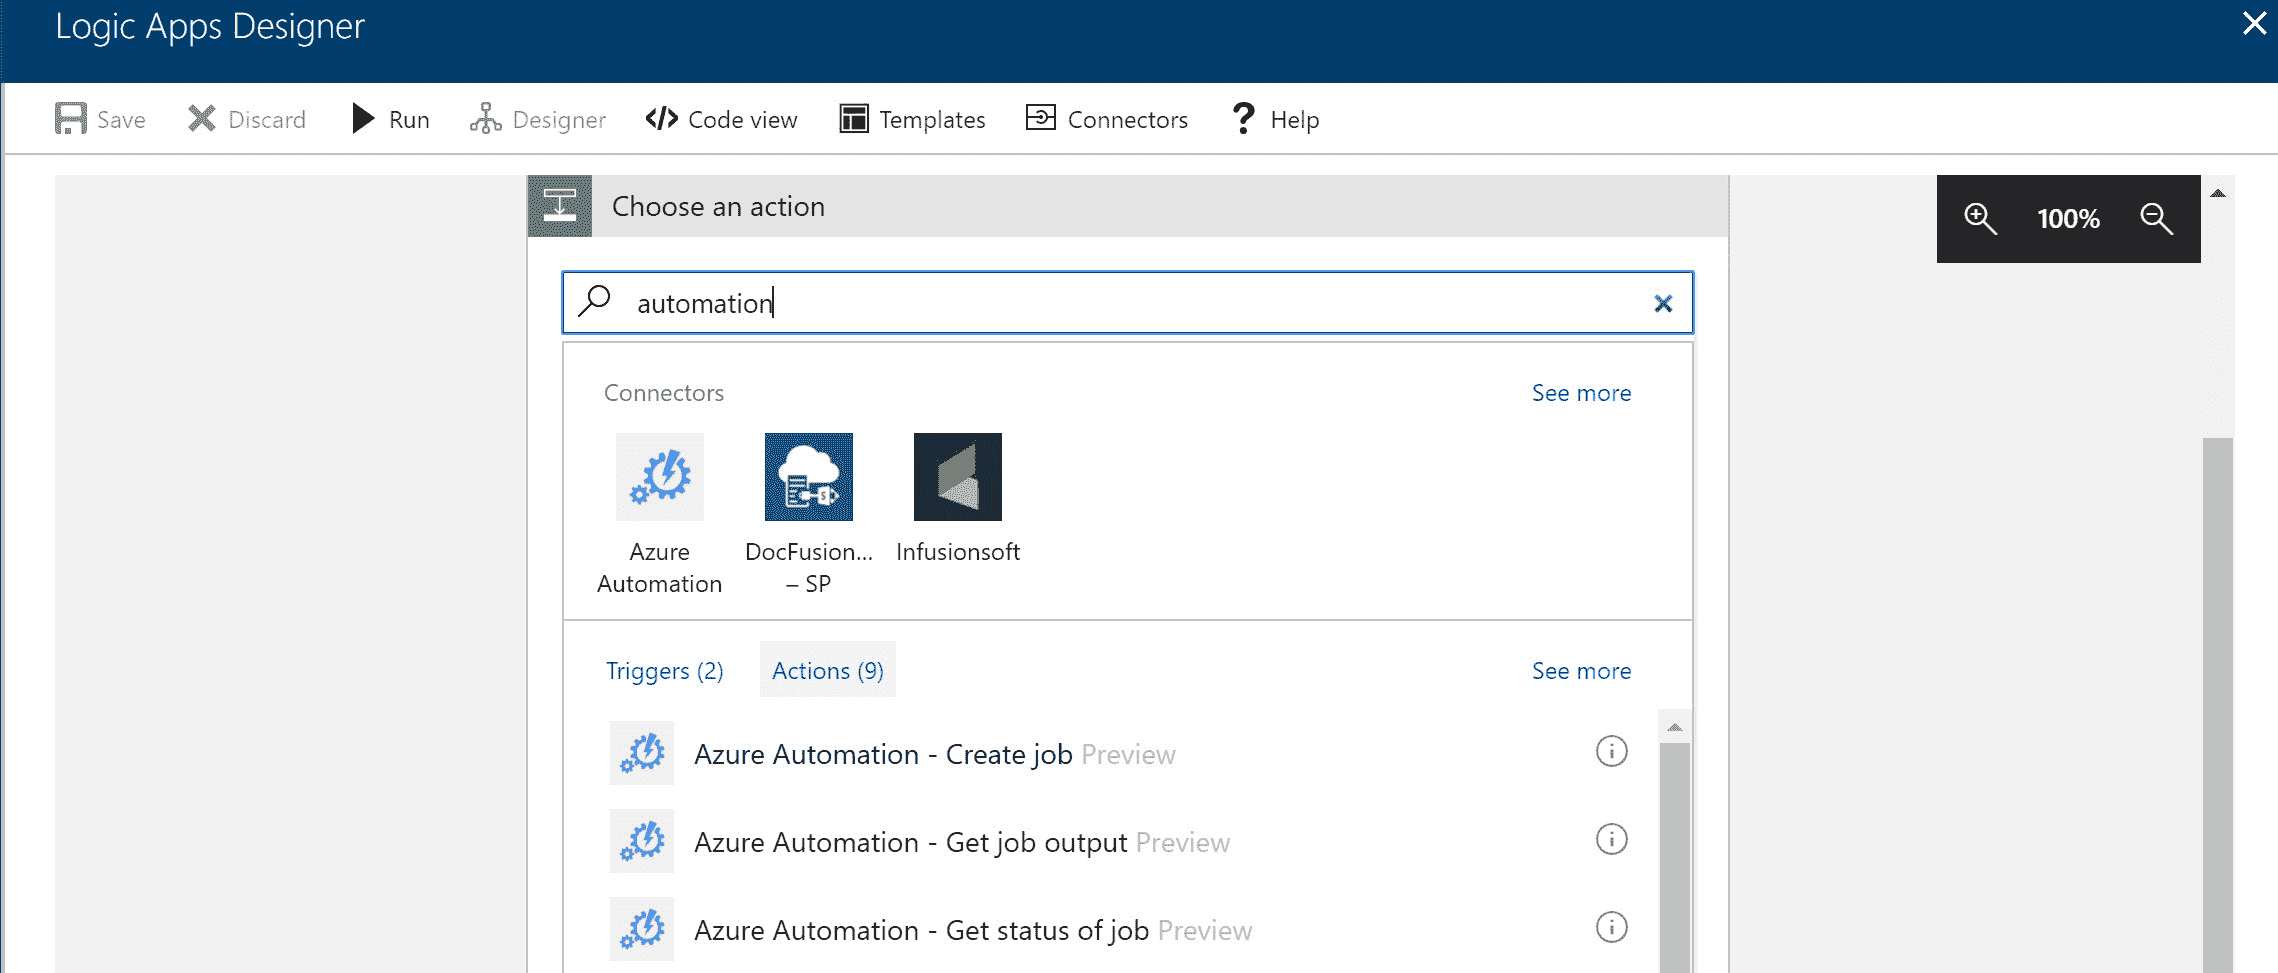 Logic Apps Designer
Save Discard Run Designer Code view Templates Connectors Help
Choose an action
100%
automation
Connectors See more
Azure Automation
DocFusion... – SP
Infusionsoft
Triggers (2) Actions (9) See more
Azure Automation - Create job Preview
Azure Automation - Get job output Preview
Azure Automation - Get status of job Preview